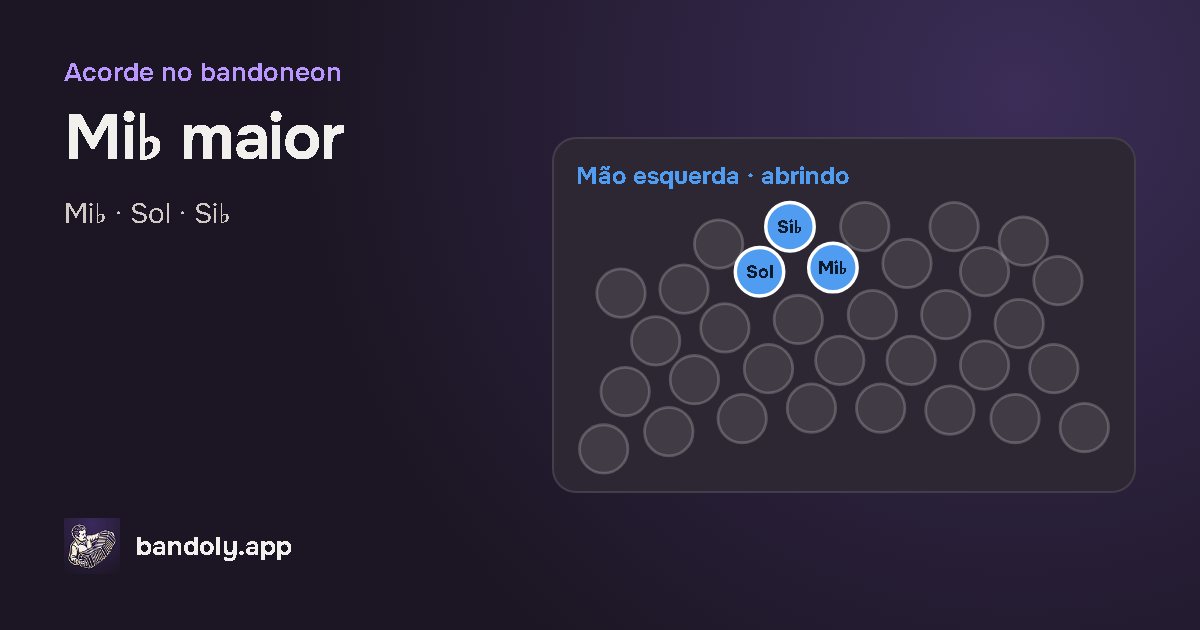 Acorde no bandoneon
Mi♭ maior
Mi♭ · Sol · Si♭
Mão esquerda · abrindo
Si♭
Sol
Mi♭
bandoly.app